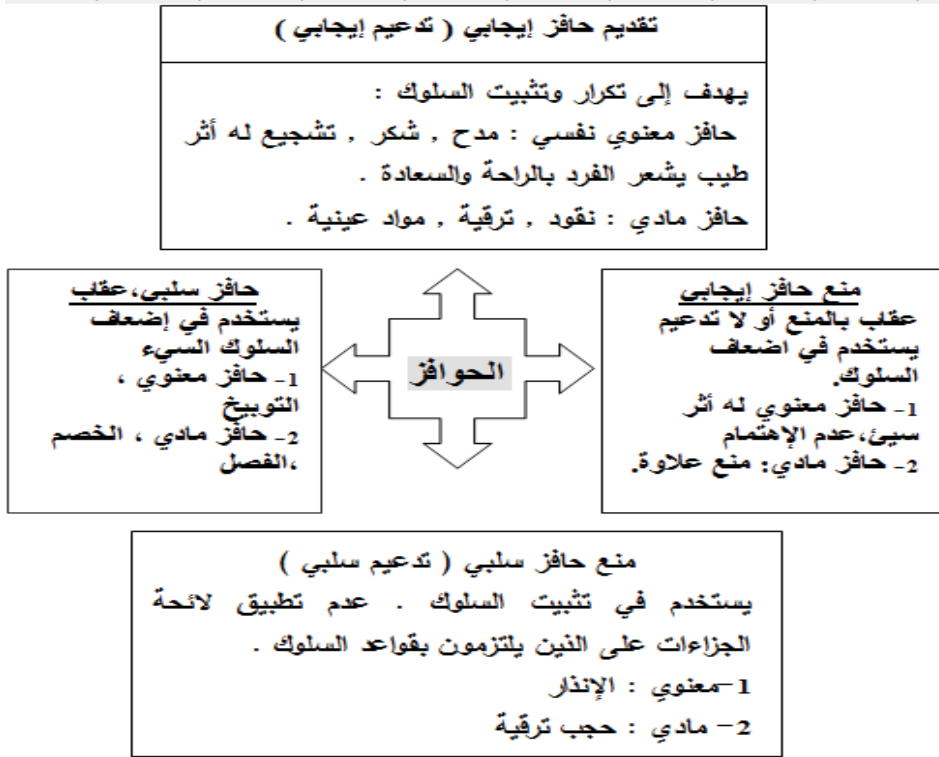 تقديم حافز إيجابي ( تدعيم إيجابي )
يهدف إلى تكرار وتثبيت السلوك :
حافز معنوي نفسي : مدح , شكر , تشجيع له أثر
طيب يشعر الفرد بالراحة والسعادة .
حافز مادي : نقود , ترقية , مواد عينية .
منع حافز إيجابي
عقاب بالمنع أو لا تدعيم
يستخدم في اضعاف
السلوك.
1- حافز معنوي له أثر
سيئ،عدم الإهتمام
2- حافز مادي: منع علاوة.
الحوافز
حافز سلبي،عقاب
يستخدم في إضعاف
السلوك السيء
1- حافز معنوي ،
التوبيخ
2- حافز مادي ، الخصم
،الفصل
منع حافز سلبي ( تدعيم سلبي )
يستخدم في تثبيت السلوك . عدم تطبيق لائحة
الجزاءات على الذين يلتزمون بقواعد السلوك .
1-معنوي : الإنذار
2- مادي : حجب ترقية